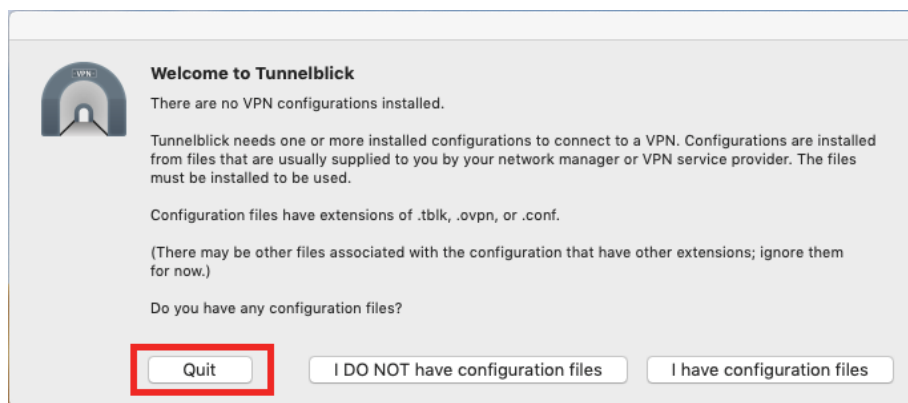 VPN
Welcome to Tunnelblick
There are no VPN configurations installed.
Tunnelblick needs one or more installed configurations to connect to a VPN. Configurations are installed
from files that are usually supplied to you by your network manager or VPN service provider. The files
must be installed to be used.
Configuration files have extensions of .tblk, .ovpn, or .conf.
(There may be other files associated with the configuration that have other extensions; ignore them
for now.)
Do you have any configuration files?
Quit
I DO NOT have configuration files
I have configuration files